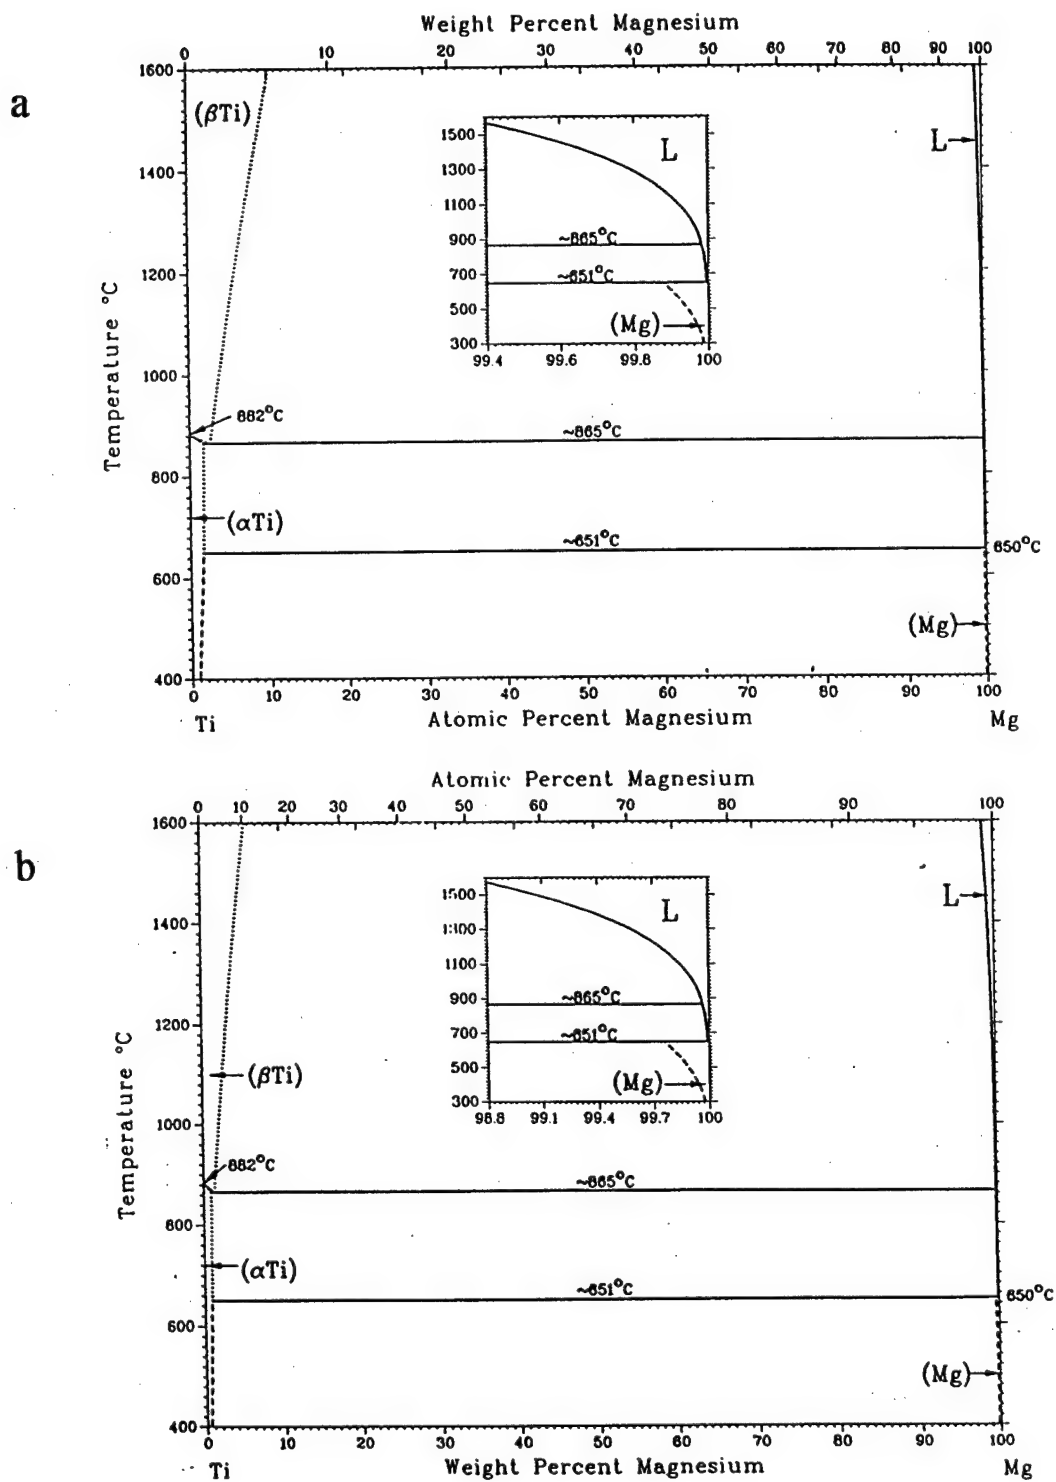 a
Weight Percent Magnesium
0 10 20 30 40 50 60 70 80 90 100
1600
1400
1200
1000
800
600
400
Temperature °C
(βTi)
L
1500
1300
1100
900
700
500
300
L
~865°C
~651°C
(Mg)
99.4 99.6 99.8 100
882°C
~865°C
(αTi)
~651°C
650°C
(Mg)
0 10 20 30 40 50 60 70 80 90 100
Ti Atomic Percent Magnesium Mg
b
Atomic Percent Magnesium
0 10 20 30 40 50 60 70 80 90 100
1600
1400
1200
1000
800
600
400
Temperature °C
L
1500
1:100
1100
900
700
500
300
L
~865°C
~651°C
(Mg)
98.8 99.1 99.4 99.7 100
(βTi)
882°C
~865°C
(αTi)
~651°C
650°C
(Mg)
0 10 20 30 40 50 60 70 80 90 100
Ti Weight Percent Magnesium Mg